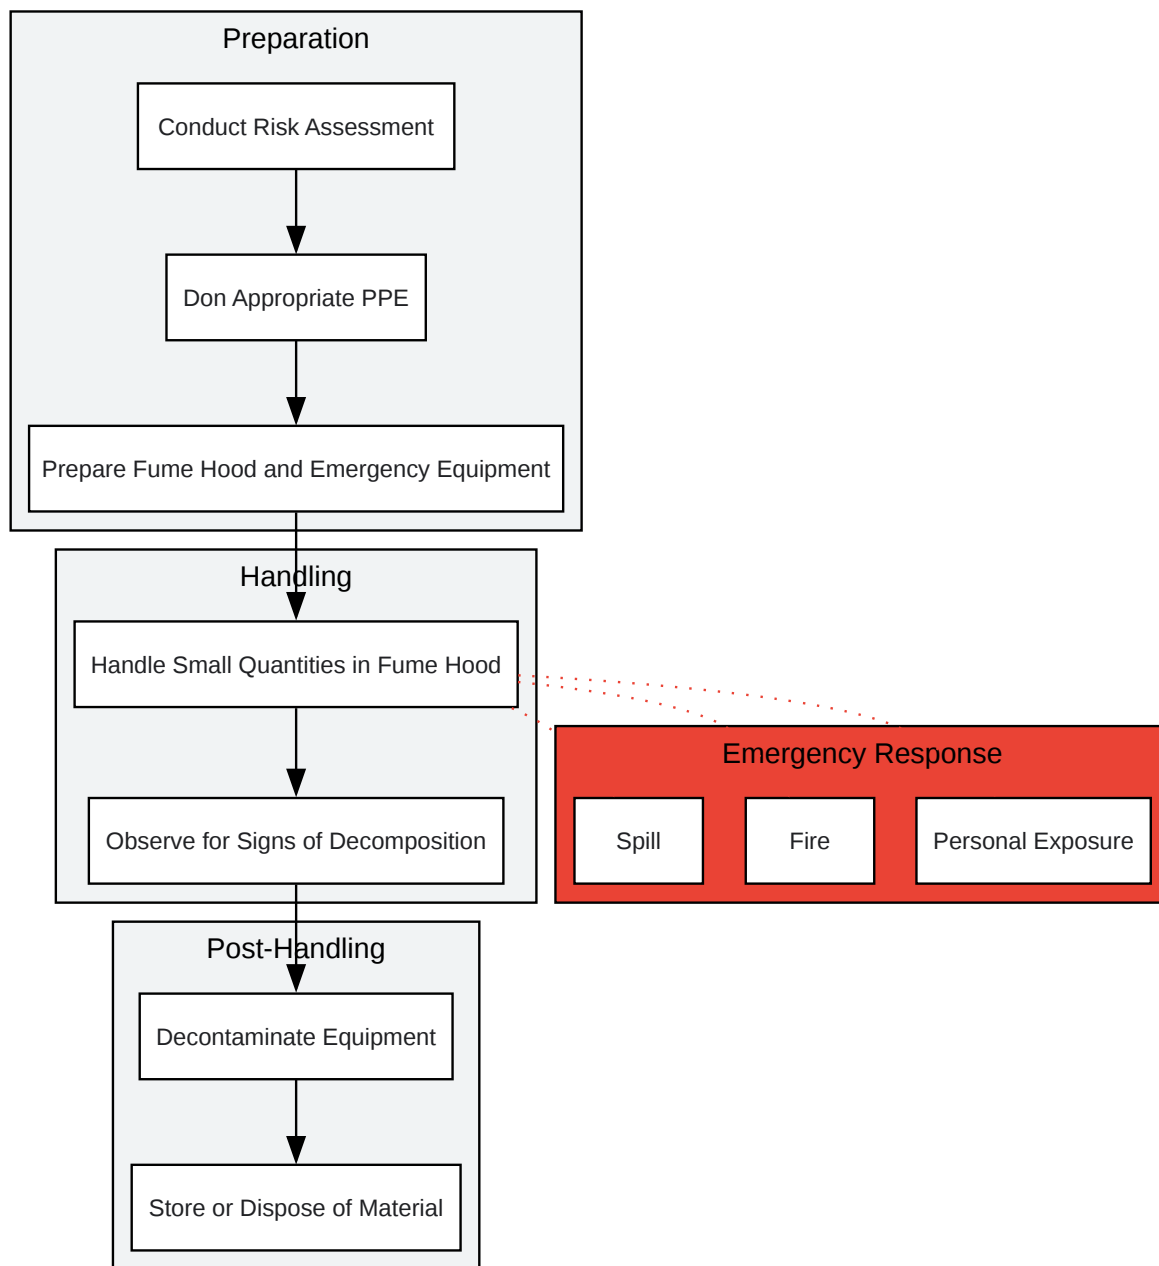 Preparation
Conduct Risk Assessment
Don Appropriate PPE
Prepare Fume Hood and Emergency Equipment
Handling
Handle Small Quantities in Fume Hood
Observe for Signs of Decomposition
Emergency Response
Spill
Fire
Personal Exposure
Post-Handling
Decontaminate Equipment
Store or Dispose of Material